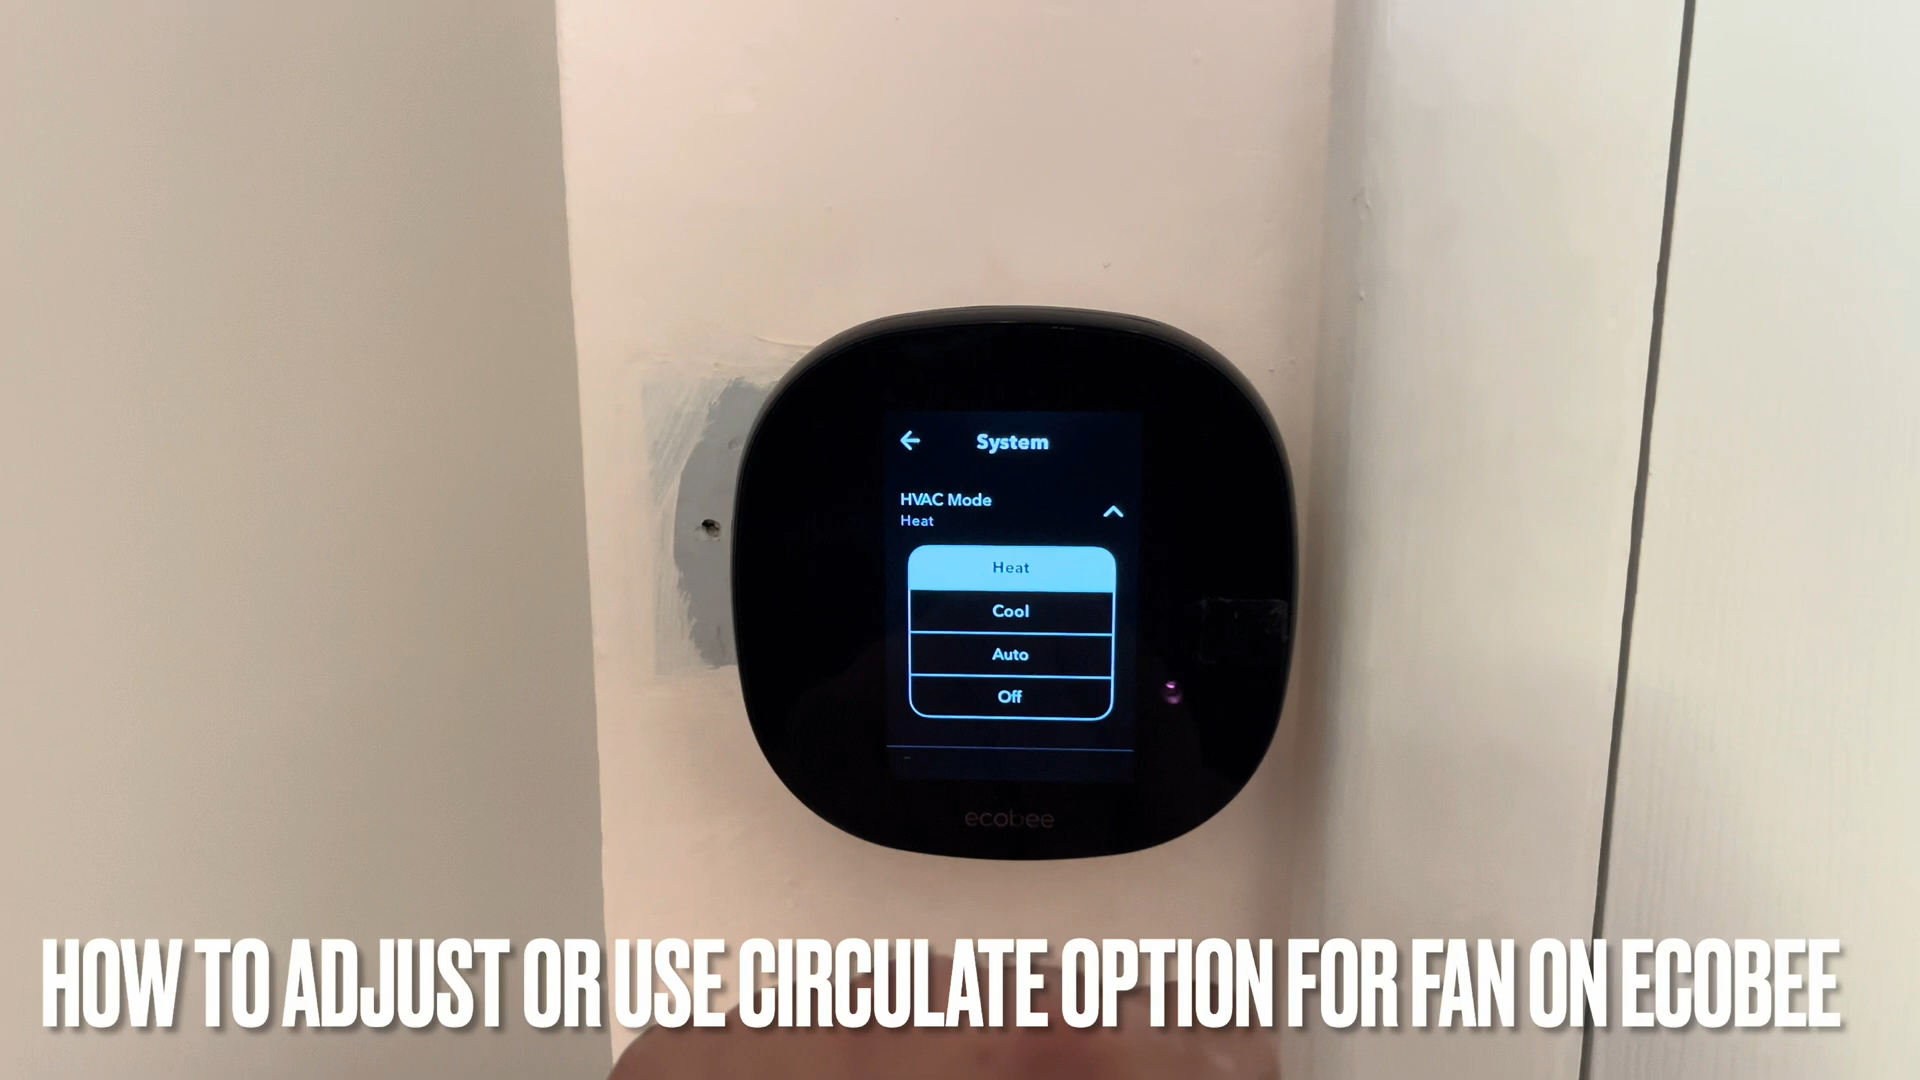 System
HVAC Mode
Heat
Heat
Cool
Auto
Off
ecobee
HOW TO ADJUST OR USE CIRCULATE OPTION FOR FAN ON ECOBEE